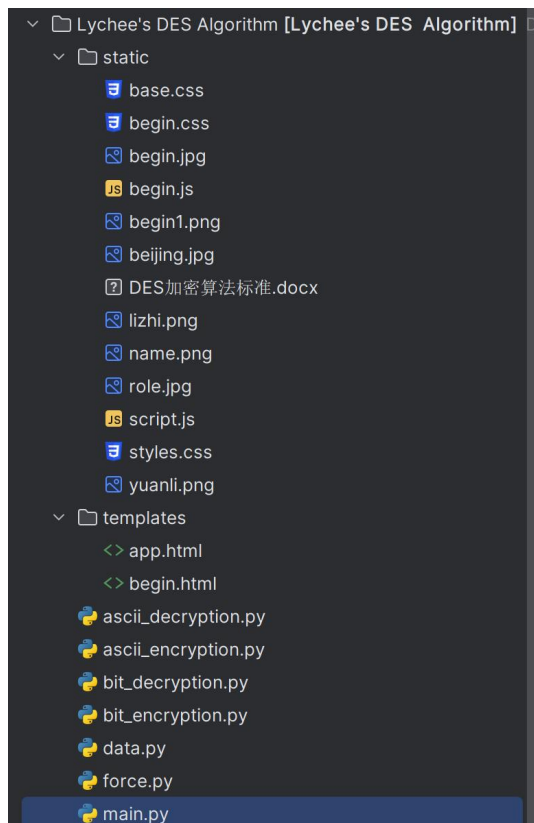 Lychee's DES Algorithm [Lychee's DES Algorithm]
static
base.css
begin.css
begin.jpg
JS begin.js
begin1.png
beijing.jpg
? DES加密算法标准.docx
lizhi.png
name.png
role.jpg
JS script.js
styles.css
yuanli.png
templates
<> app.html
<> begin.html
ascii_decryption.py
ascii_encryption.py
bit_decryption.py
bit_encryption.py
data.py
force.py
main.py